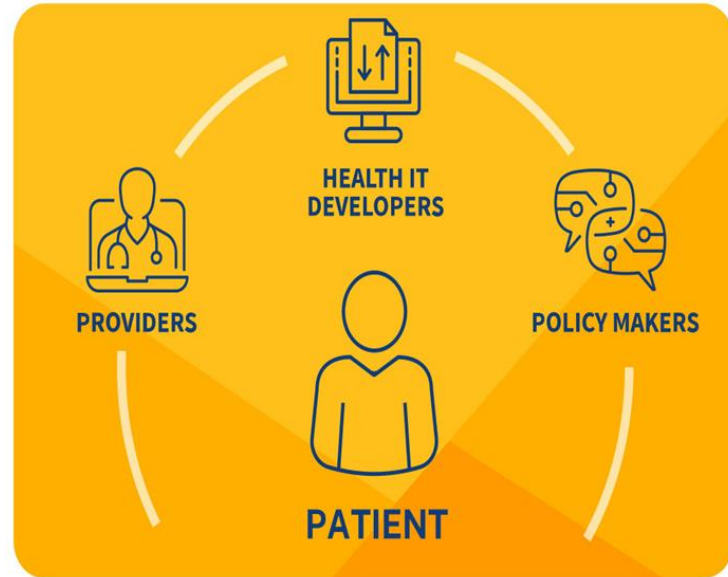 HEALTH IT
DEVELOPERS
PROVIDERS
POLICY MAKERS
PATIENT